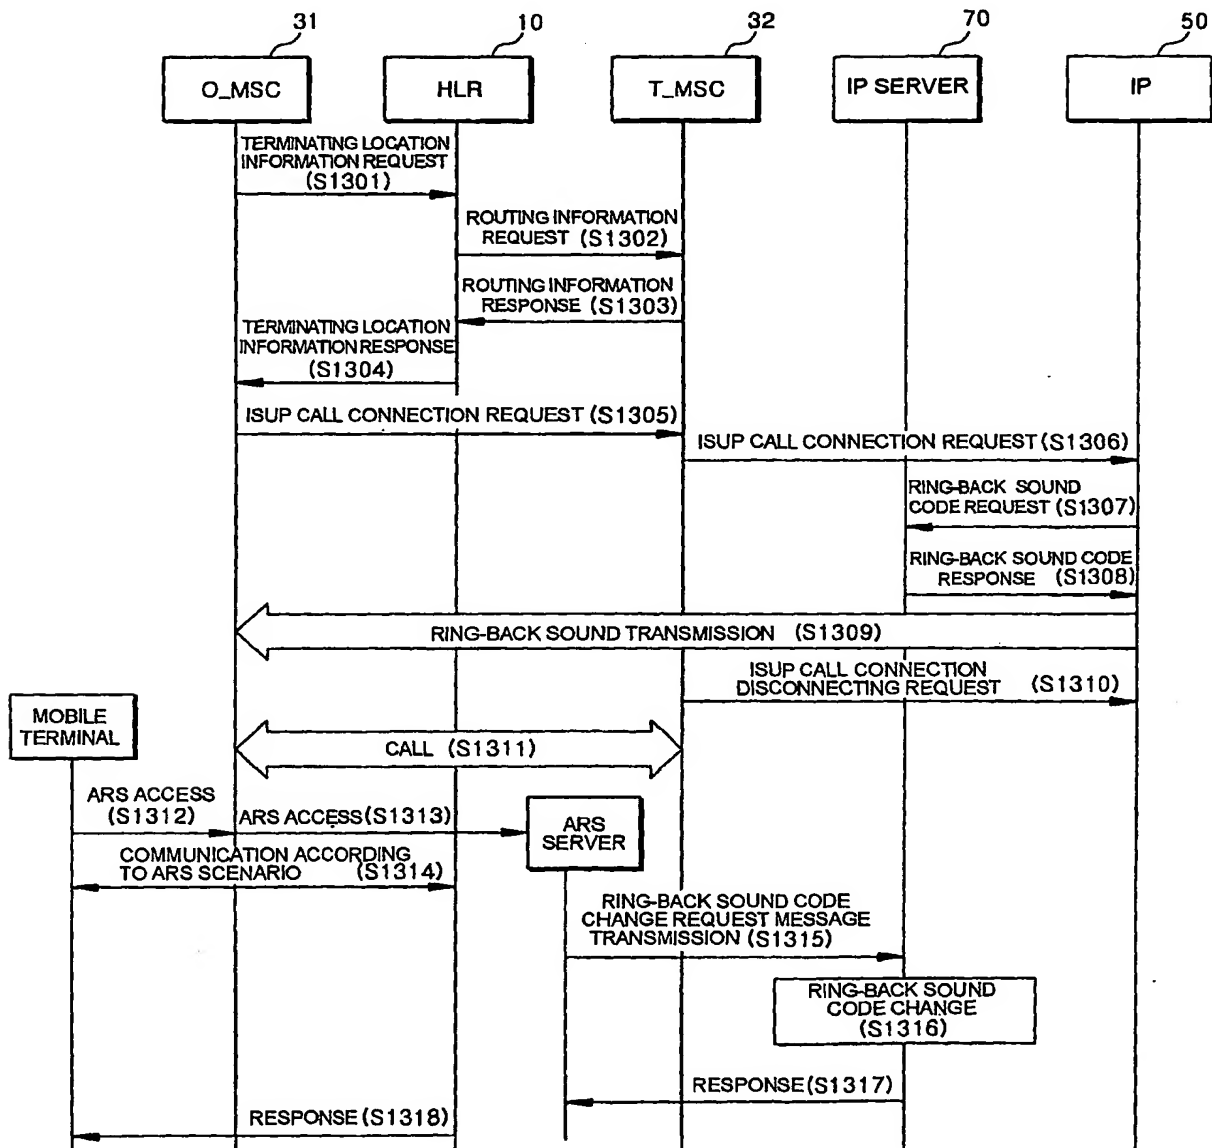 31
10
32
70
50
O_MSC
HLR
T_MSC
IP SERVER
IP
TERMINATING LOCATION
INFORMATION REQUEST
(S1301)
ROUTING INFORMATION
REQUEST (S1302)
ROUTING INFORMATION
RESPONSE (S1303)
TERMINATING LOCATION
INFORMATION RESPONSE
(S1304)
ISUP CALL CONNECTION REQUEST (S1305)
ISUP CALL CONNECTION REQUEST (S1306)
RING-BACK SOUND
CODE REQUEST (S1307)
RING-BACK SOUND CODE
RESPONSE (S1308)
RING-BACK SOUND TRANSMISSION (S1309)
ISUP CALL CONNECTION
DISCONNECTING REQUEST (S1310)
MOBILE
TERMINAL
CALL (S1311)
ARS ACCESS
(S1312)
ARS ACCESS (S1313)
ARS
SERVER
COMMUNICATION ACCORDING
TO ARS SCENARIO (S1314)
RING-BACK SOUND CODE
CHANGE REQUEST MESSAGE
TRANSMISSION (S1315)
RING-BACK SOUND
CODE CHANGE
(S1316)
RESPONSE (S1317)
RESPONSE (S1318)